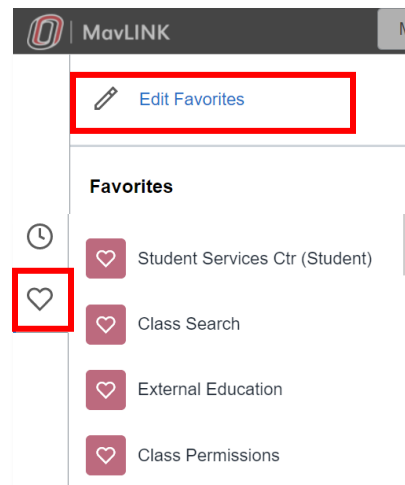 MavLINK
Edit Favorites
Favorites
Student Services Ctr (Student)
Class Search
External Education
Class Permissions